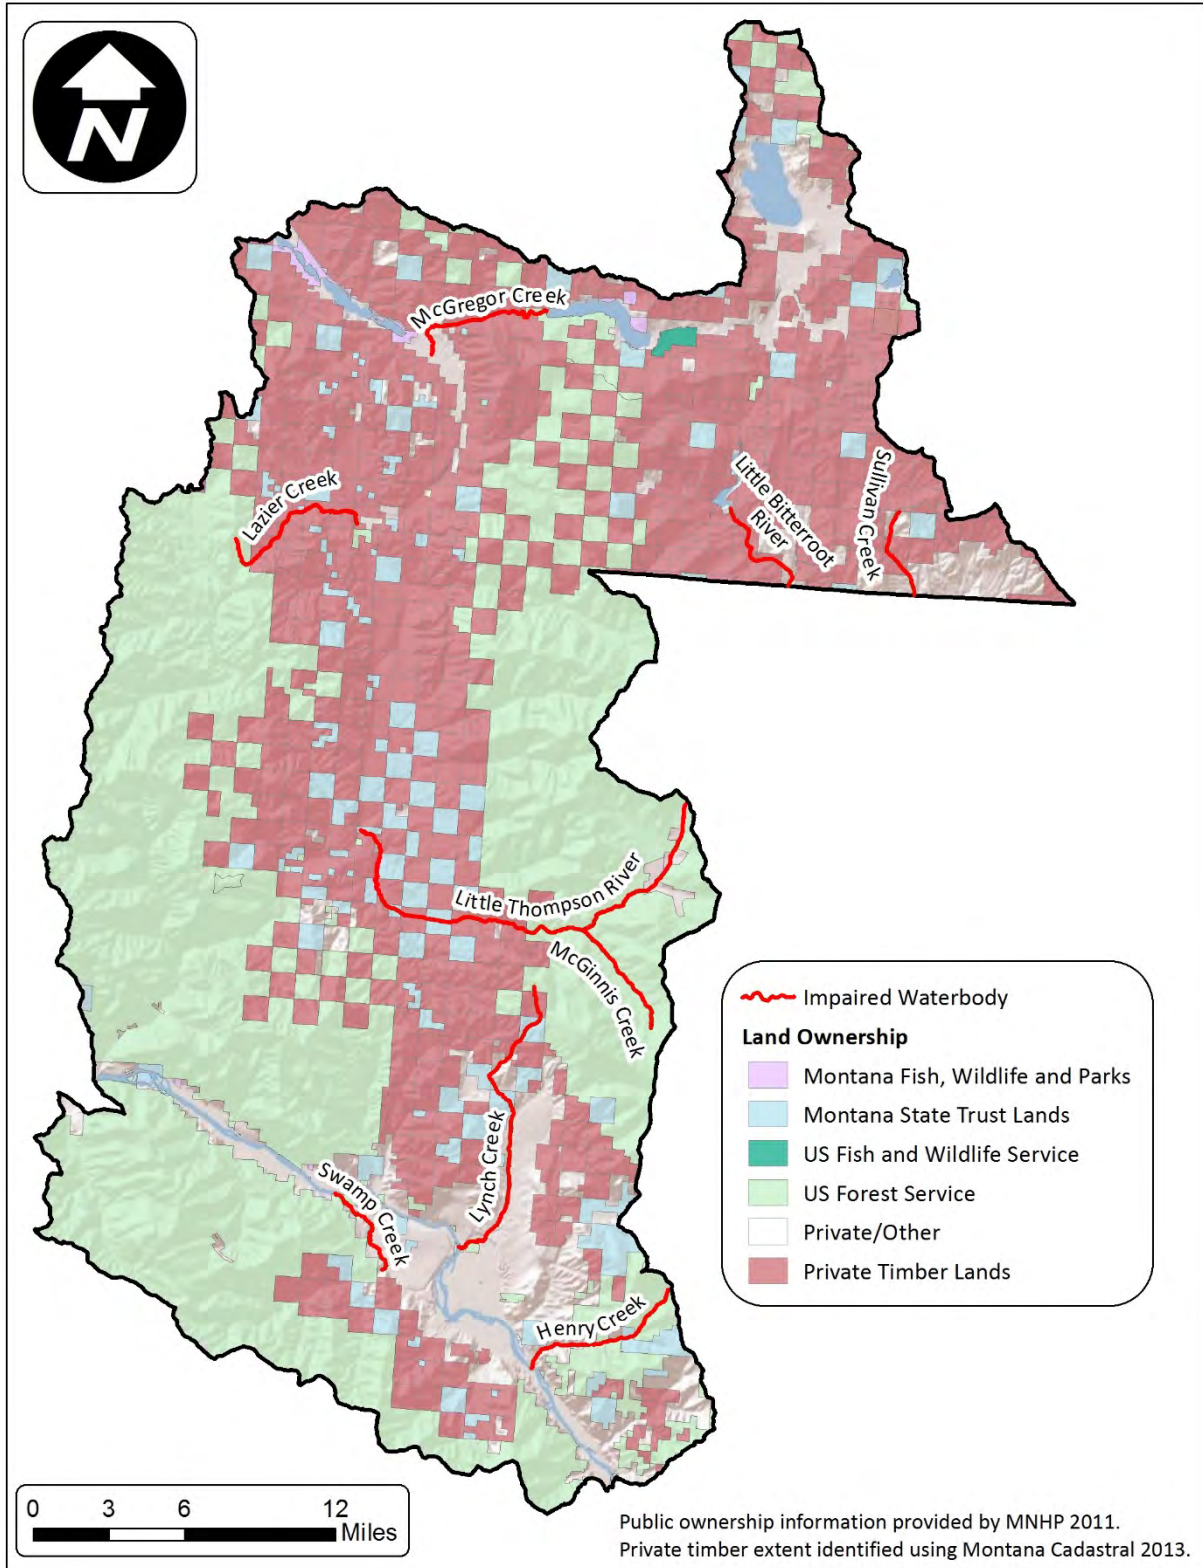 N
McGregor Creek
Lazier Creek
Little Bitterroot
River
Sullivan Creek
Little Thompson River
McGinnis Creek
Lynch Creek
Swamp Creek
Henry Creek
Impaired Waterbody
Land Ownership
Montana Fish, Wildlife and Parks
Montana State Trust Lands
US Fish and Wildlife Service
US Forest Service
Private/Other
Private Timber Lands
0 3 6 12
Miles
Public ownership information provided by MNHP 2011.
Private timber extent identified using Montana Cadastral 2013.